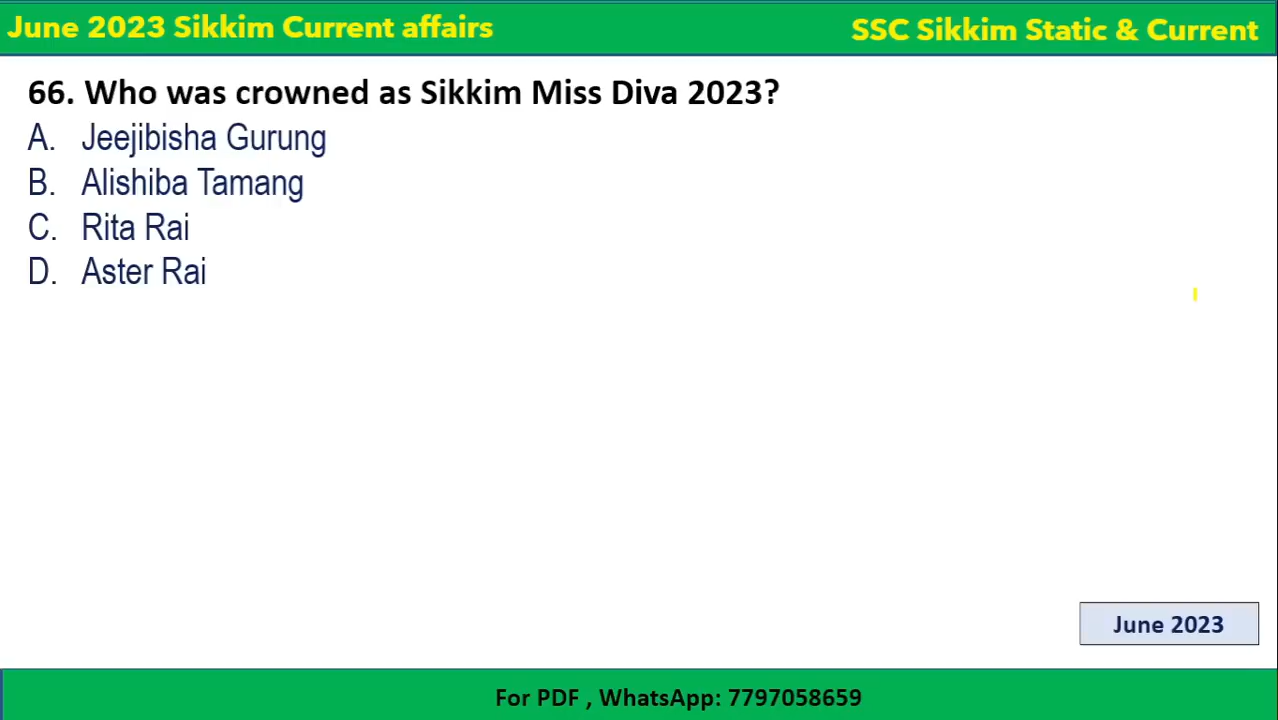 June 2023 Sikkim Current affairs
SSC Sikkim Static & Current
66. Who was crowned as Sikkim Miss Diva 2023?
A. Jeejibisha Gurung
B. Alishiba Tamang
C. Rita Rai
D. Aster Rai
June 2023
For PDF , WhatsApp: 7797058659